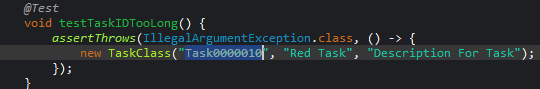 @Test
void testTaskIDTooLong() {
assertThrows(IllegalArgumentException.class, () -> {
new TaskClass("Task0000010", "Red Task", "Description For Task");
});
}